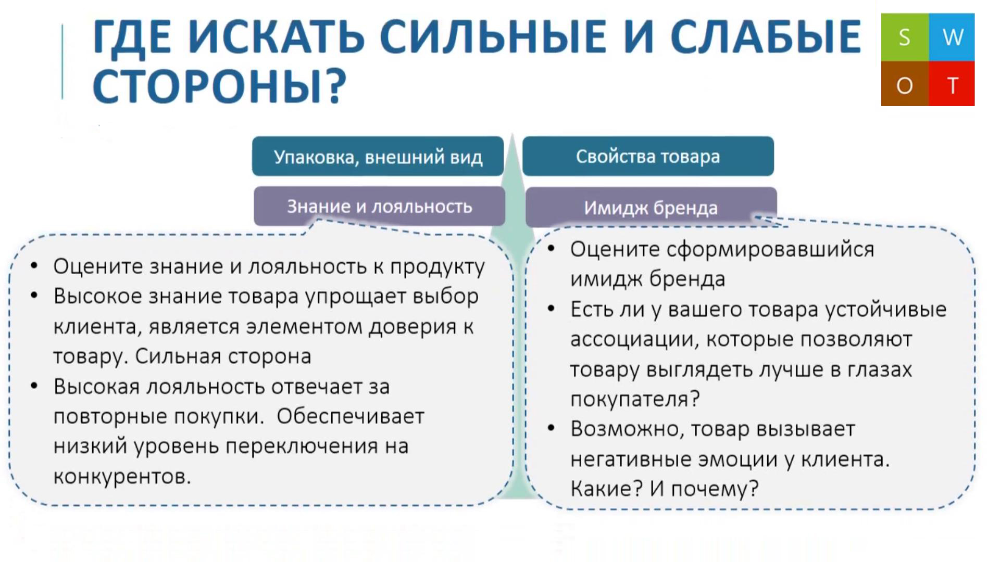 ГДЕ ИСКАТЬ СИЛЬНЫЕ И СЛАБЫЕ
СТОРОНЫ?
S W
O T
Упаковка, внешний вид
Свойства товара
Знание и лояльность
Имидж бренда
• Оцените знание и лояльность к продукту
• Высокое знание товара упрощает выбор
клиента, является элементом доверия к
товару. Сильная сторона
• Высокая лояльность отвечает за
повторные покупки. Обеспечивает
низкий уровень переключения на
конкурентов.
• Оцените сформировавшийся
имидж бренда
• Есть ли у вашего товара устойчивые
ассоциации, которые позволяют
товару выглядеть лучше в глазах
покупателя?
• Возможно, товар вызывает
негативные эмоции у клиента.
Какие? И почему?